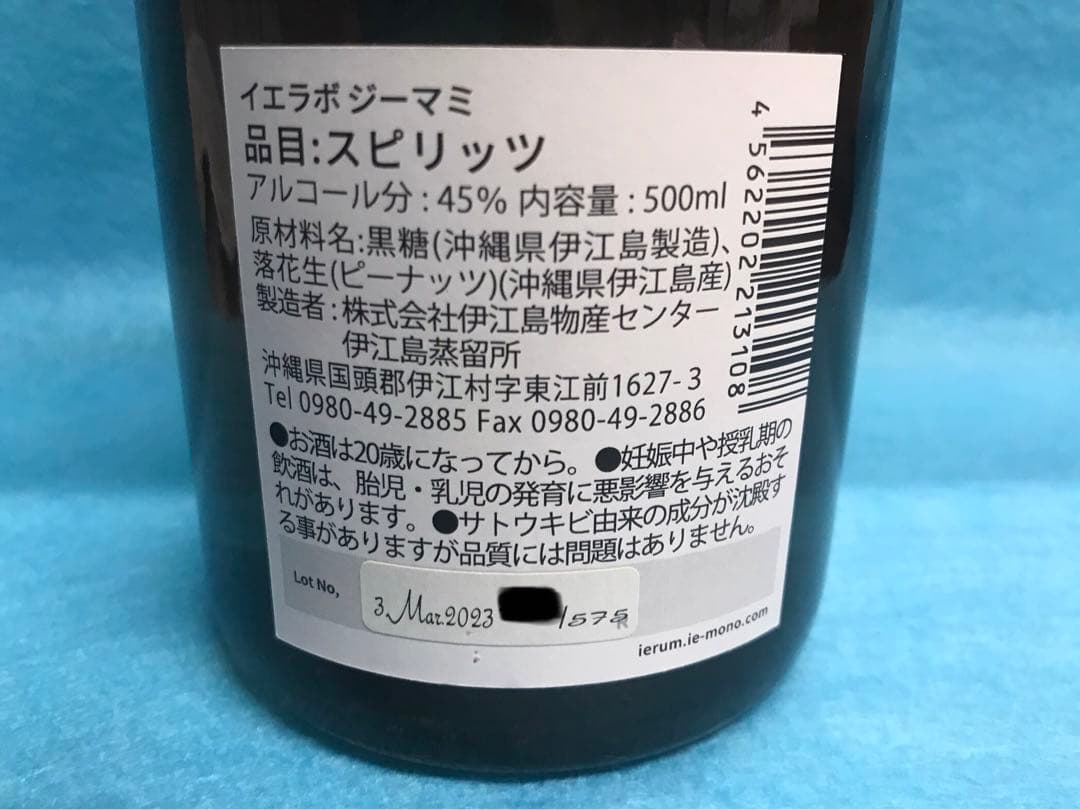 イエラボ ジーマミ
品目:スピリッツ
アルコール分 : 45% 内容量 : 500ml
原材料名:黒糖(沖縄県伊江島製造)、
落花生(ピーナッツ)(沖縄県伊江島産)
製造者 : 株式会社伊江島物産センター
伊江島蒸留所
沖縄県国頭郡伊江村字東江前1627-3
Tel 0980-49-2885 Fax 0980-49-2886
●お酒は20歳になってから。●妊娠中や授乳期の
飲酒は、胎児・乳児の発育に悪影響を与えるおそ
れがあります。●サトウキビ由来の成分が沈殿す
る事がありますが品質には問題はありません。
Lot No,
3.Mar.2023 /575
ierum.ie-mono.com
4 562202 213108